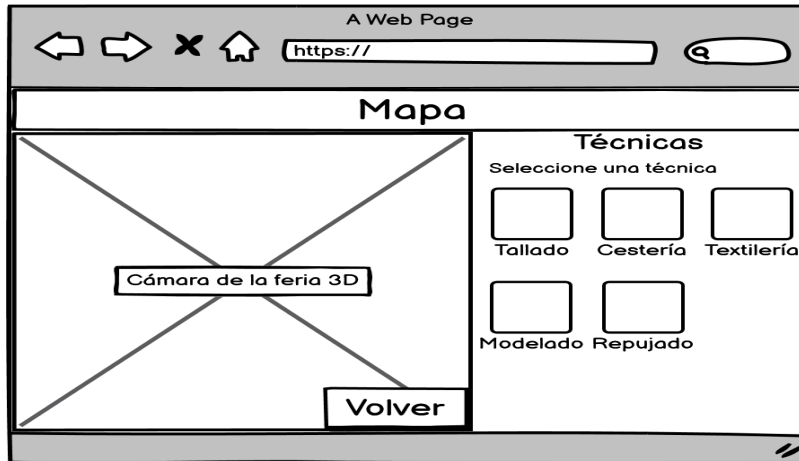 A Web Page
https://
Mapa
Técnicas
Seleccione una técnica
Tallado Cestería Textilería
Cámara de la feria 3D
Modelado Repujado
Volver